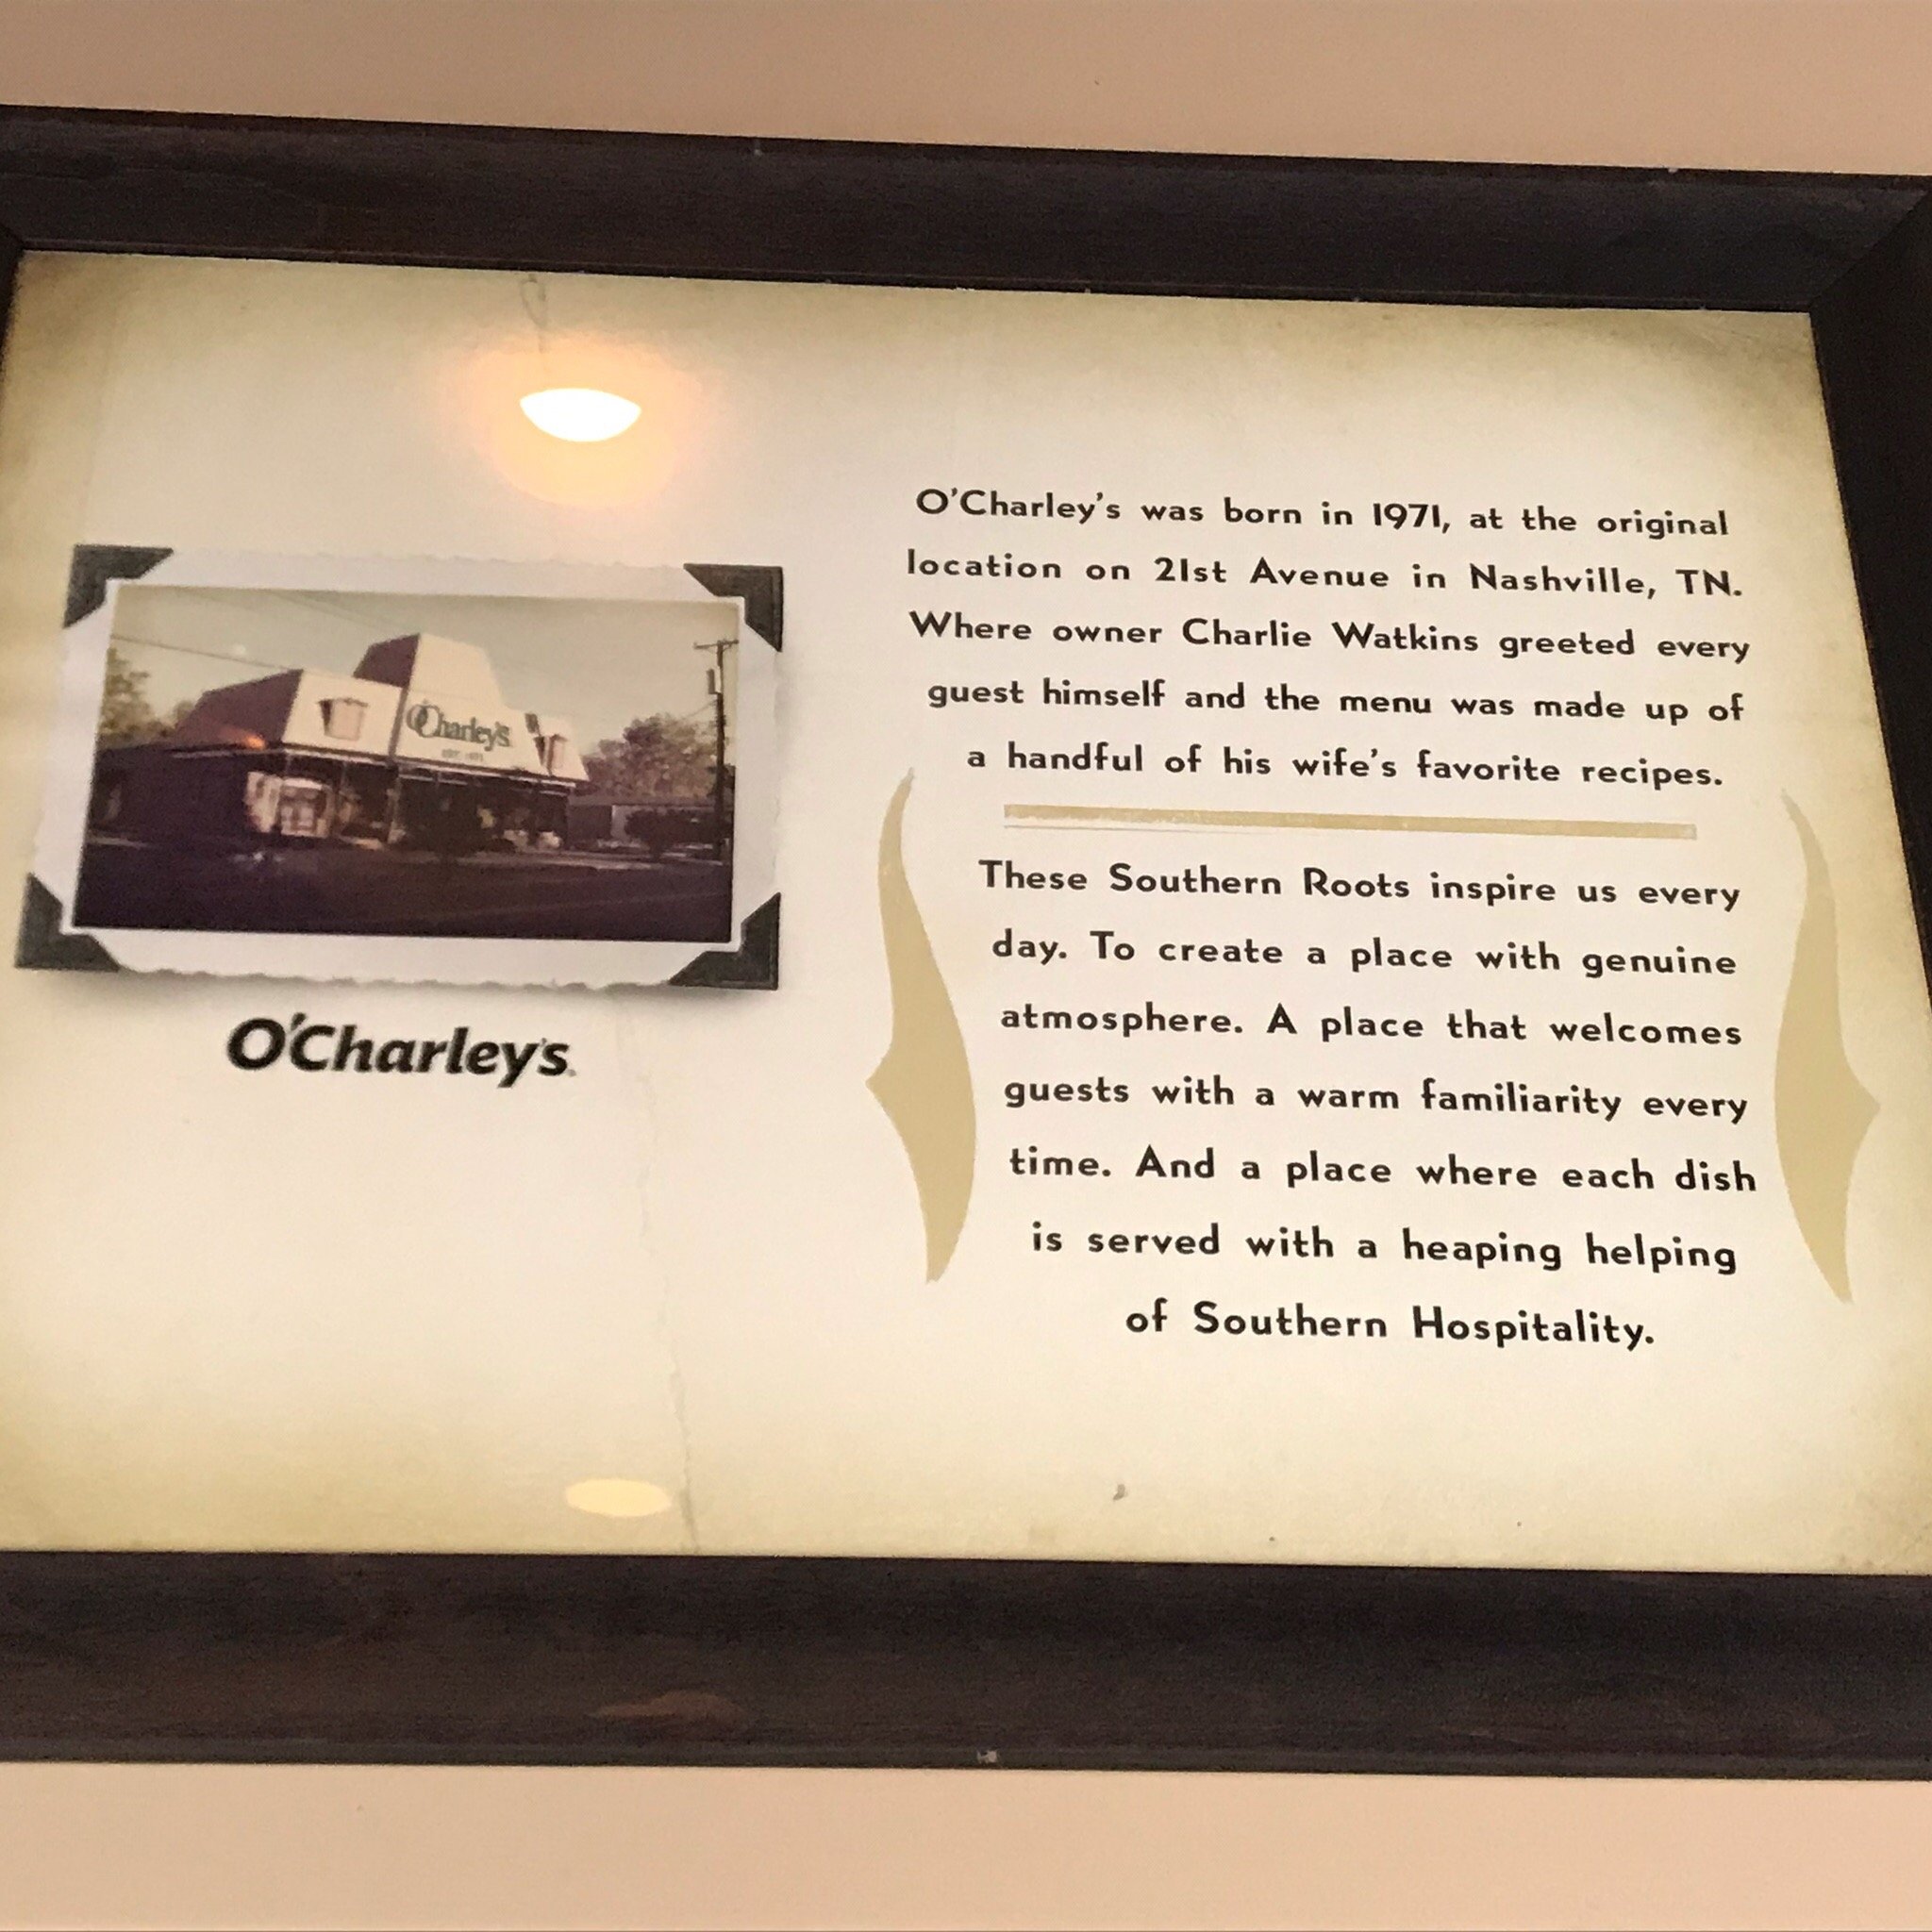 O'Charley's
O'Charley's.
O'Charley's was born in 1971, at the original
location on 21st Avenue in Nashville, TN.
Where owner Charlie Watkins greeted every
guest himself and the menu was made up of
a handful of his wife's favorite recipes.
These Southern Roots inspire us every
day. To create a place with genuine
atmosphere. A place that welcomes
guests with a warm familiarity every
time. And a place where each dish
is served with a heaping helping
of Southern Hospitality.